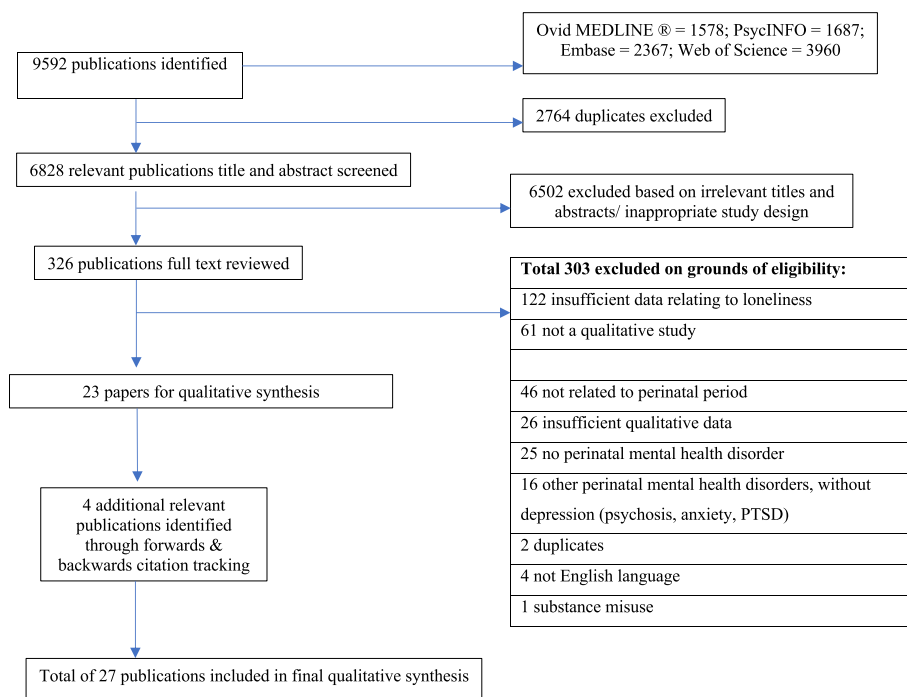 Ovid MEDLINE ® = 1578; PsycINFO = 1687;
Embase = 2367; Web of Science = 3960
9592 publications identified
2764 duplicates excluded
6828 relevant publications title and abstract screened
6502 excluded based on irrelevant titles and
abstracts/ inappropriate study design
326 publications full text reviewed
Total 303 excluded on grounds of eligibility:
122 insufficient data relating to loneliness
61 not a qualitative study
46 not related to perinatal period
26 insufficient qualitative data
25 no perinatal mental health disorder
16 other perinatal mental health disorders, without
depression (psychosis, anxiety, PTSD)
2 duplicates
4 not English language
1 substance misuse
23 papers for qualitative synthesis
4 additional relevant
publications identified
through forwards &
backwards citation tracking
Total of 27 publications included in final qualitative synthesis